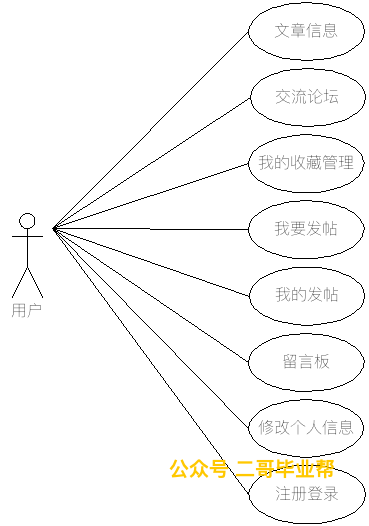 文章信息
交流论坛
我的收藏管理
我要发帖
我的发帖
用户
留言板
修改个人信息
公众号 二哥毕业帮
注册登录